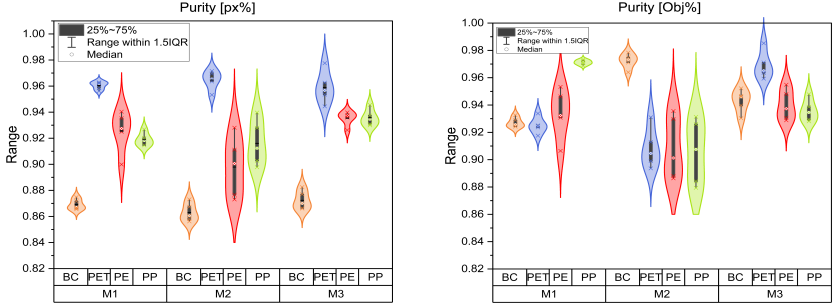 Purity [px%]
25%~75%
Range within 1.5IQR
Median
1.00
0.98
0.96
0.94
0.92
0.90
0.88
0.86
0.84
0.82
Range
BC PET PE PP BC PET PE PP BC PET PE PP
M1 M2 M3
Purity [Obj%]
25%~75%
Range within 1.5IQR
Median
1.00
0.98
0.96
0.94
0.92
0.90
0.88
0.86
0.84
0.82
Range
BC PET PE PP BC PET PE PP BC PET PE PP
M1 M2 M3